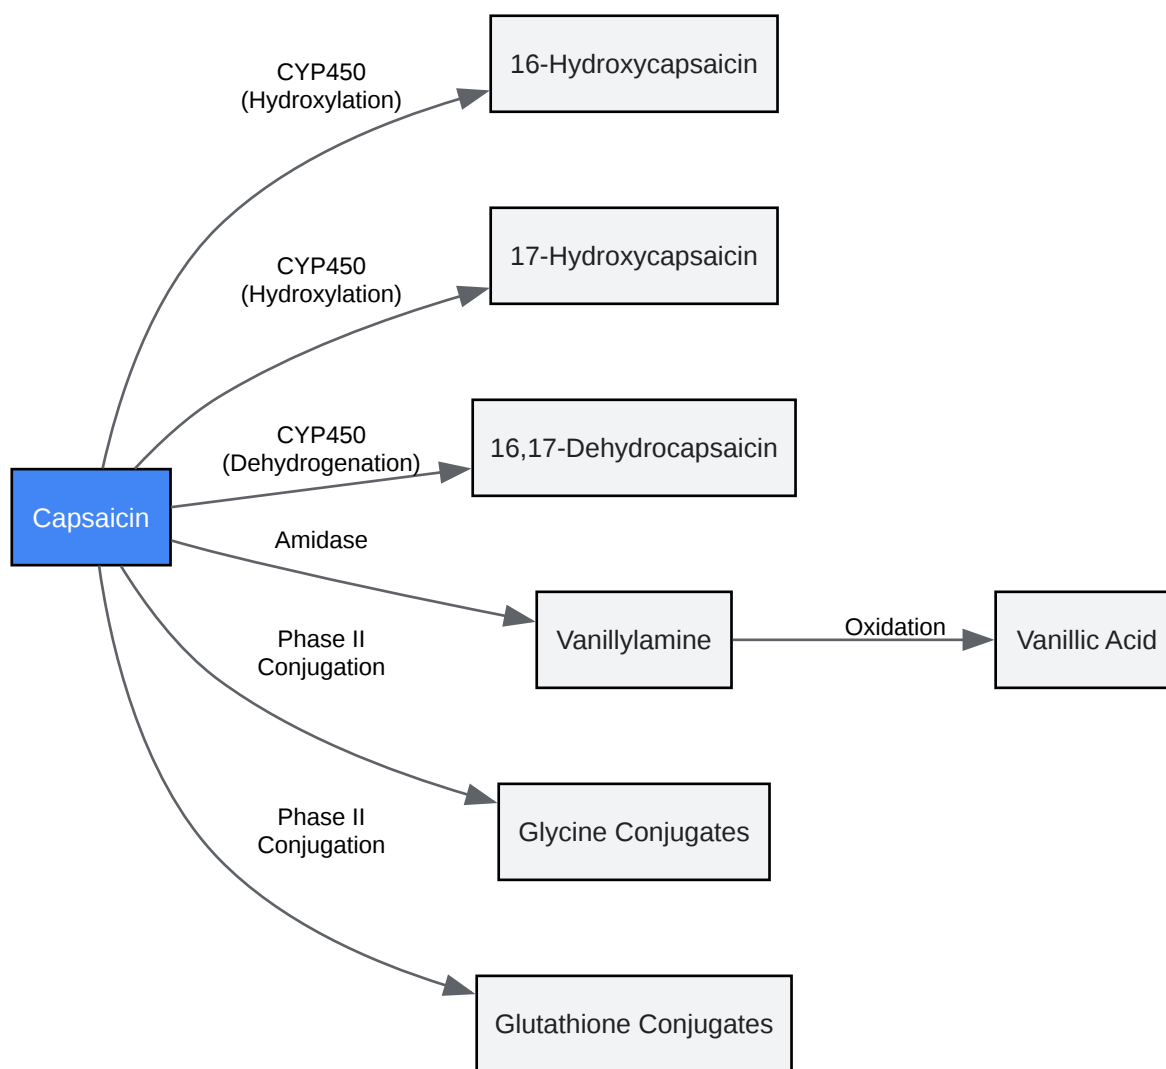 CYP450
(Hydroxylation)
16-Hydroxycapsaicin
CYP450
(Hydroxylation)
17-Hydroxycapsaicin
CYP450
(Dehydrogenation)
16,17-Dehydrocapsaicin
Capsaicin
Amidase
Vanillylamine
Oxidation
Vanillic Acid
Phase II
Conjugation
Glycine Conjugates
Phase II
Conjugation
Glutathione Conjugates